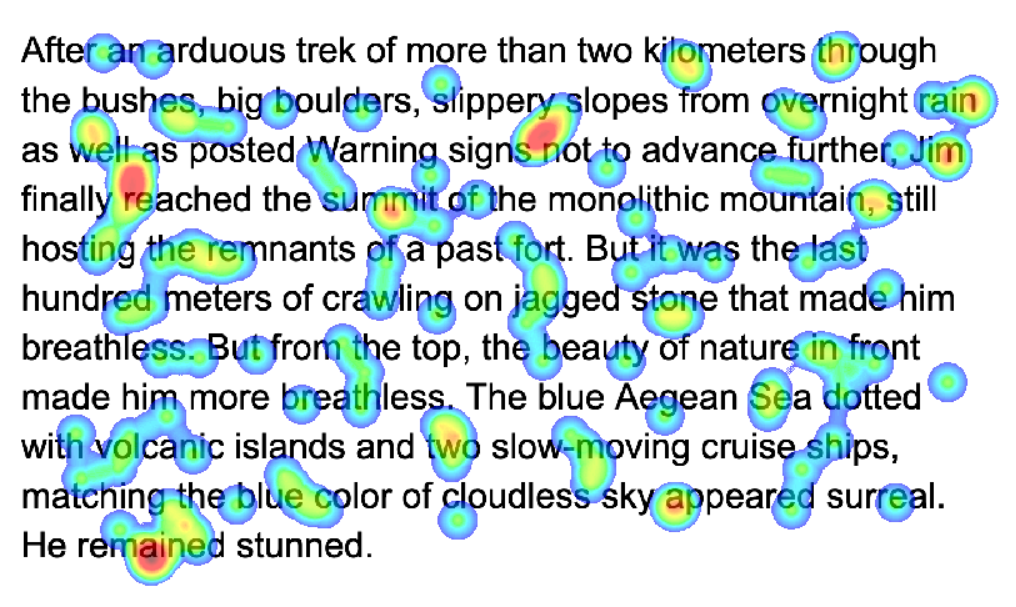 After an arduous trek of more than two kilometers through
the bushes, big boulders, slippery slopes from overnight rain
as well as posted Warning signs not to advance further, Jim
finally reached the summit of the monolithic mountain, still
hosting the remnants of a past fort. But it was the last
hundred meters of crawling on jagged stone that made him
breathless. But from the top, the beauty of nature in front
made him more breathless. The blue Aegean Sea dotted
with volcanic islands and two slow-moving cruise ships,
matching the blue color of cloudless sky appeared surreal.
He remained stunned.